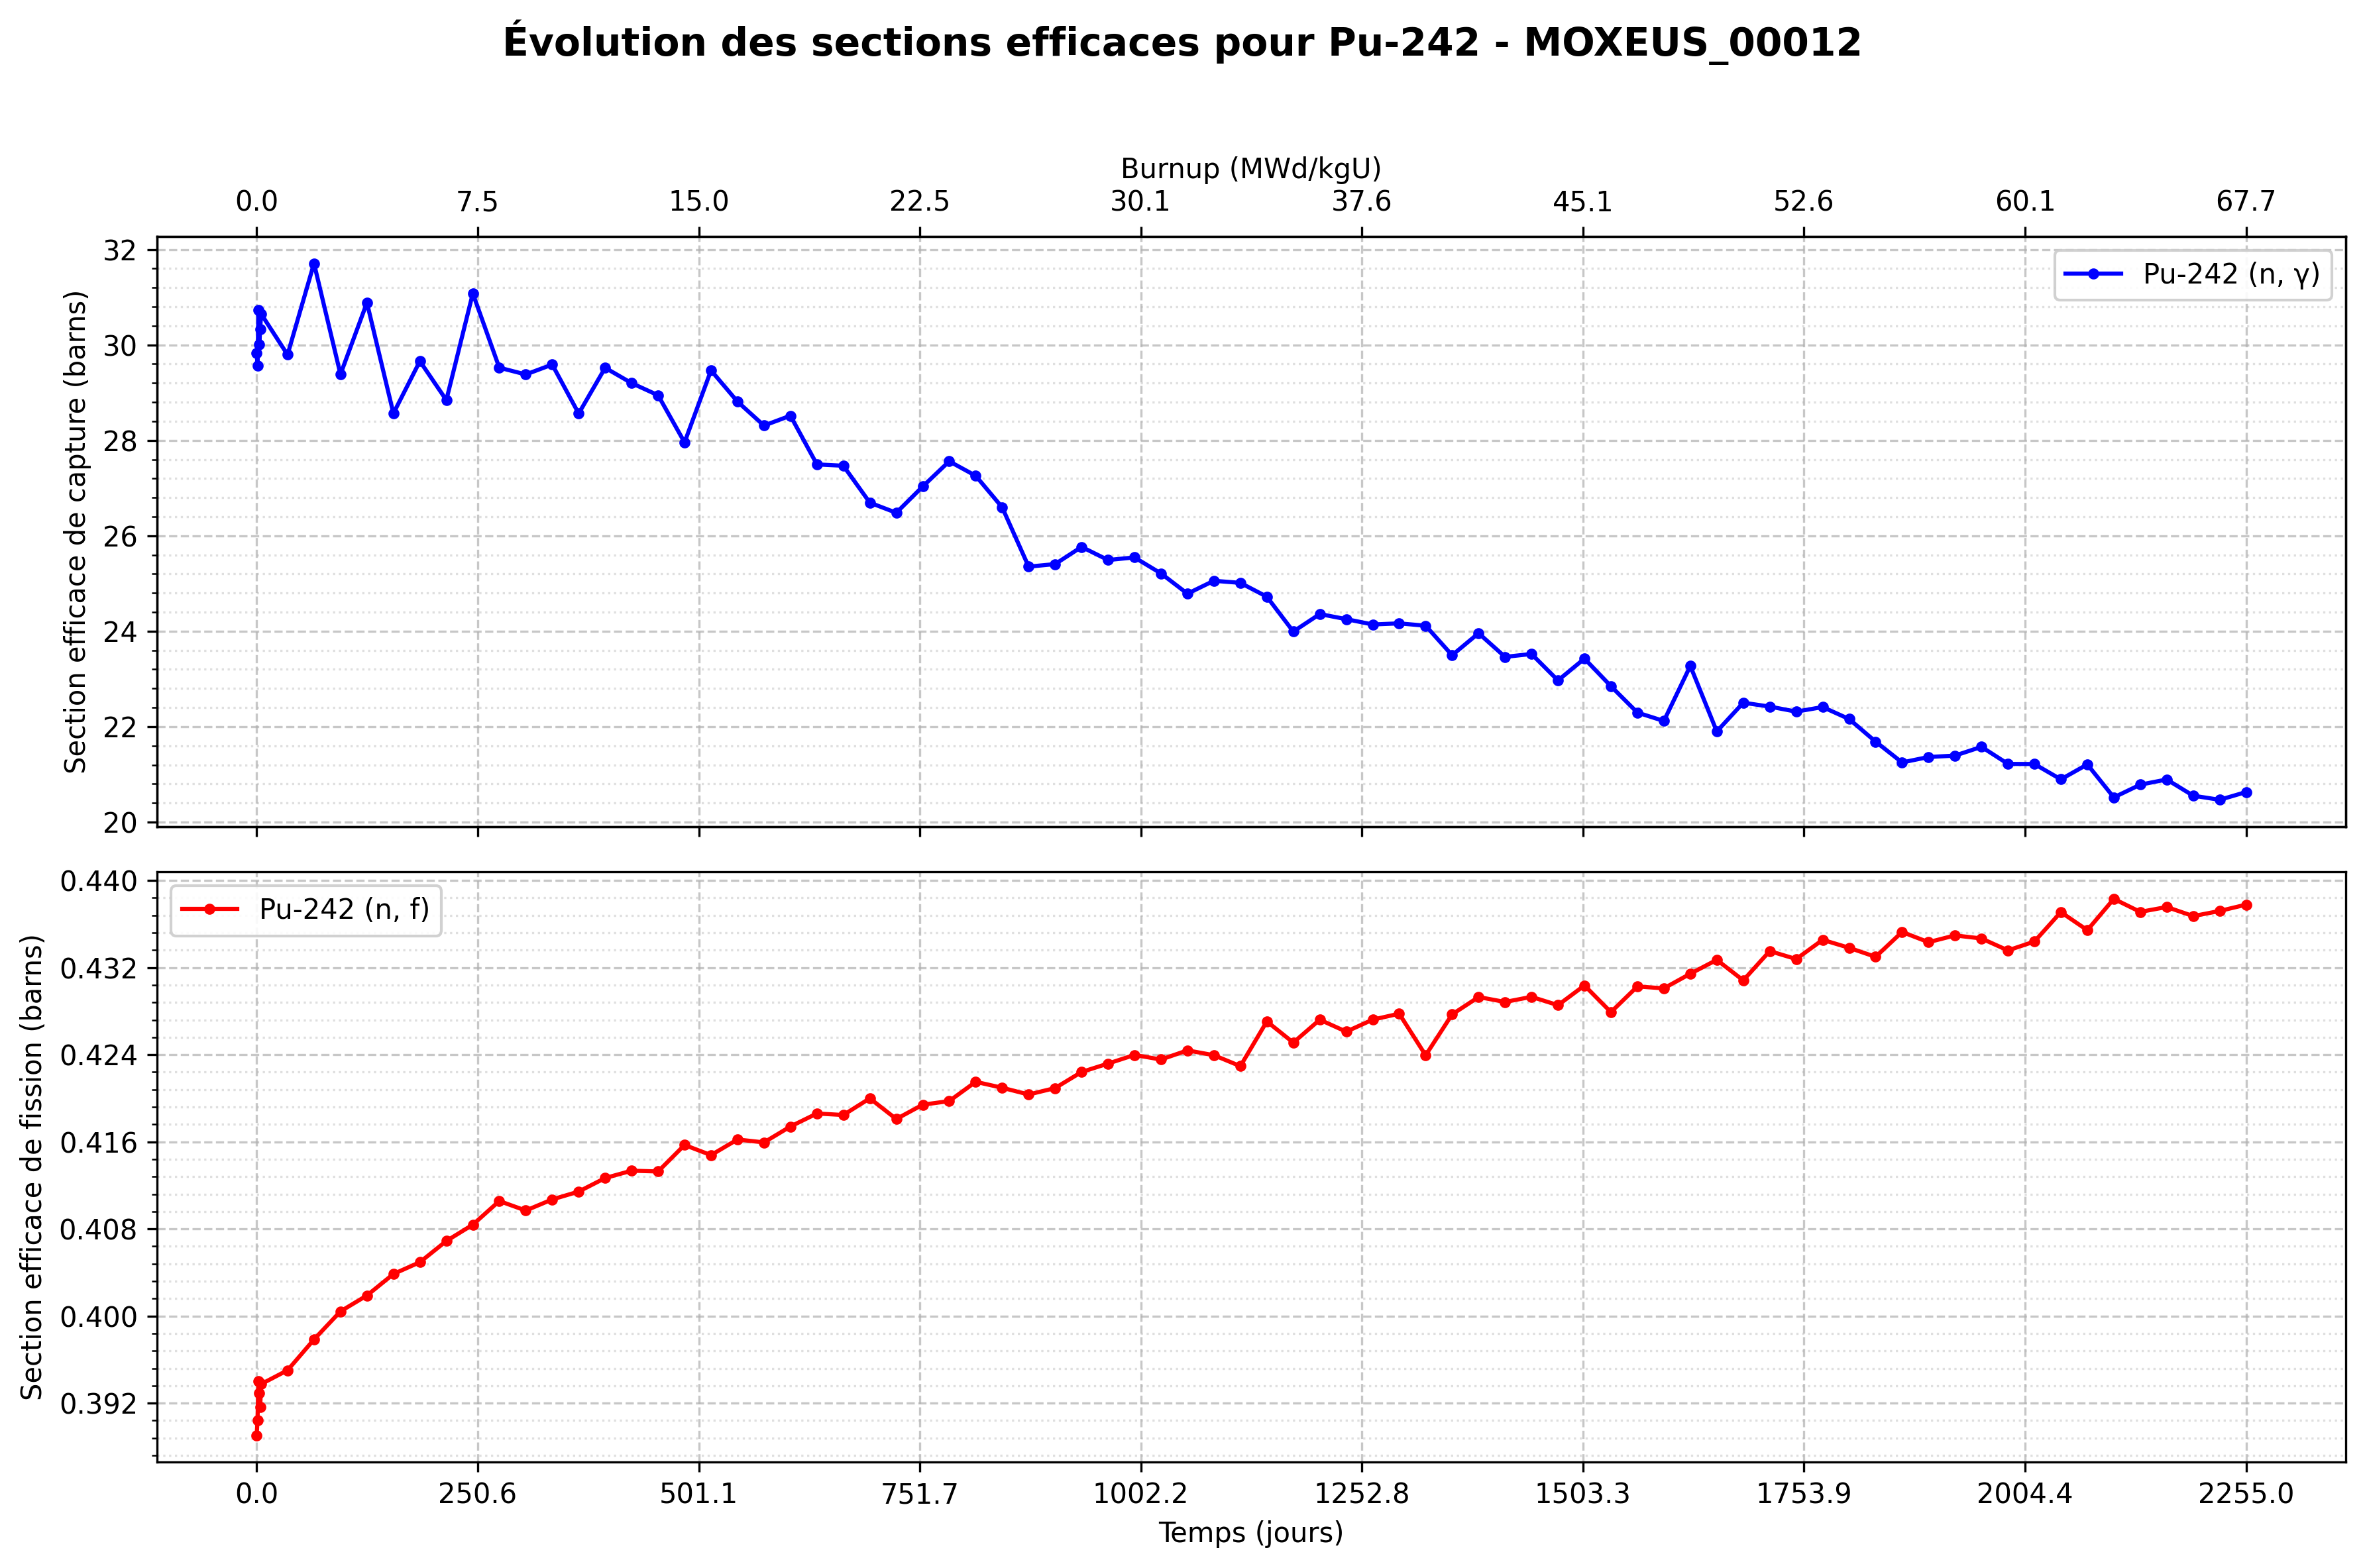 Évolution des sections efficaces pour Pu-242 - MOXEUS_00012
Burnup (MWd/kgU)
0.0 7.5 15.0 22.5 30.1 37.6 45.1 52.6 60.1 67.7
Section efficace de capture (barns)
32
30
28
26
24
22
20
Pu-242 (n, γ)
Section efficace de fission (barns)
0.440
0.432
0.424
0.416
0.408
0.400
0.392
Pu-242 (n, f)
0.0 250.6 501.1 751.7 1002.2 1252.8 1503.3 1753.9 2004.4 2255.0
Temps (jours)